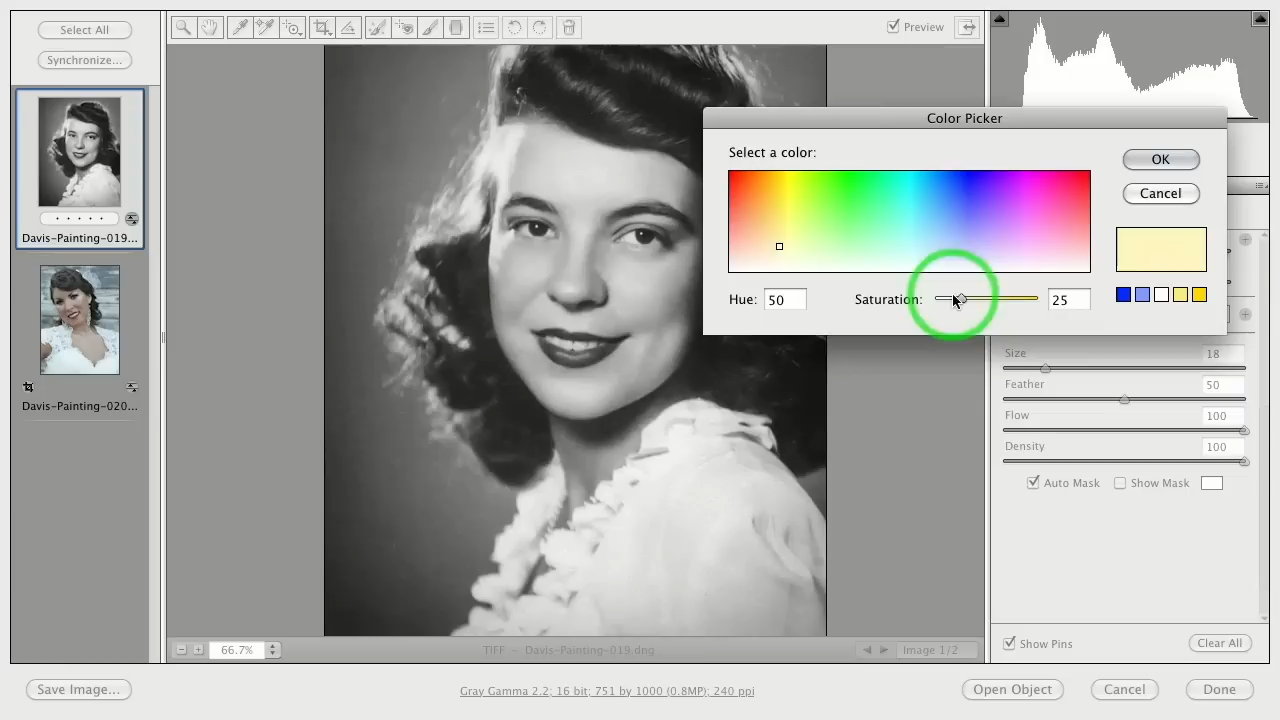 Select All
Synchronize...
Preview
Davis-Painting-019...
Davis-Painting-020...
Color Picker
Select a color:
OK
Cancel
Hue: 50
Saturation: 25
Size 18
Feather 50
Flow 100
Density 100
Auto Mask
Show Mask
Show Pins
Clear All
66.7%
TIFF - Davis-Painting-019.dng
Image 1/2
Save Image...
Gray Gamma 2.2; 16 bit; 751 by 1000 (0.8MP); 240 ppi
Open Object
Cancel
Done